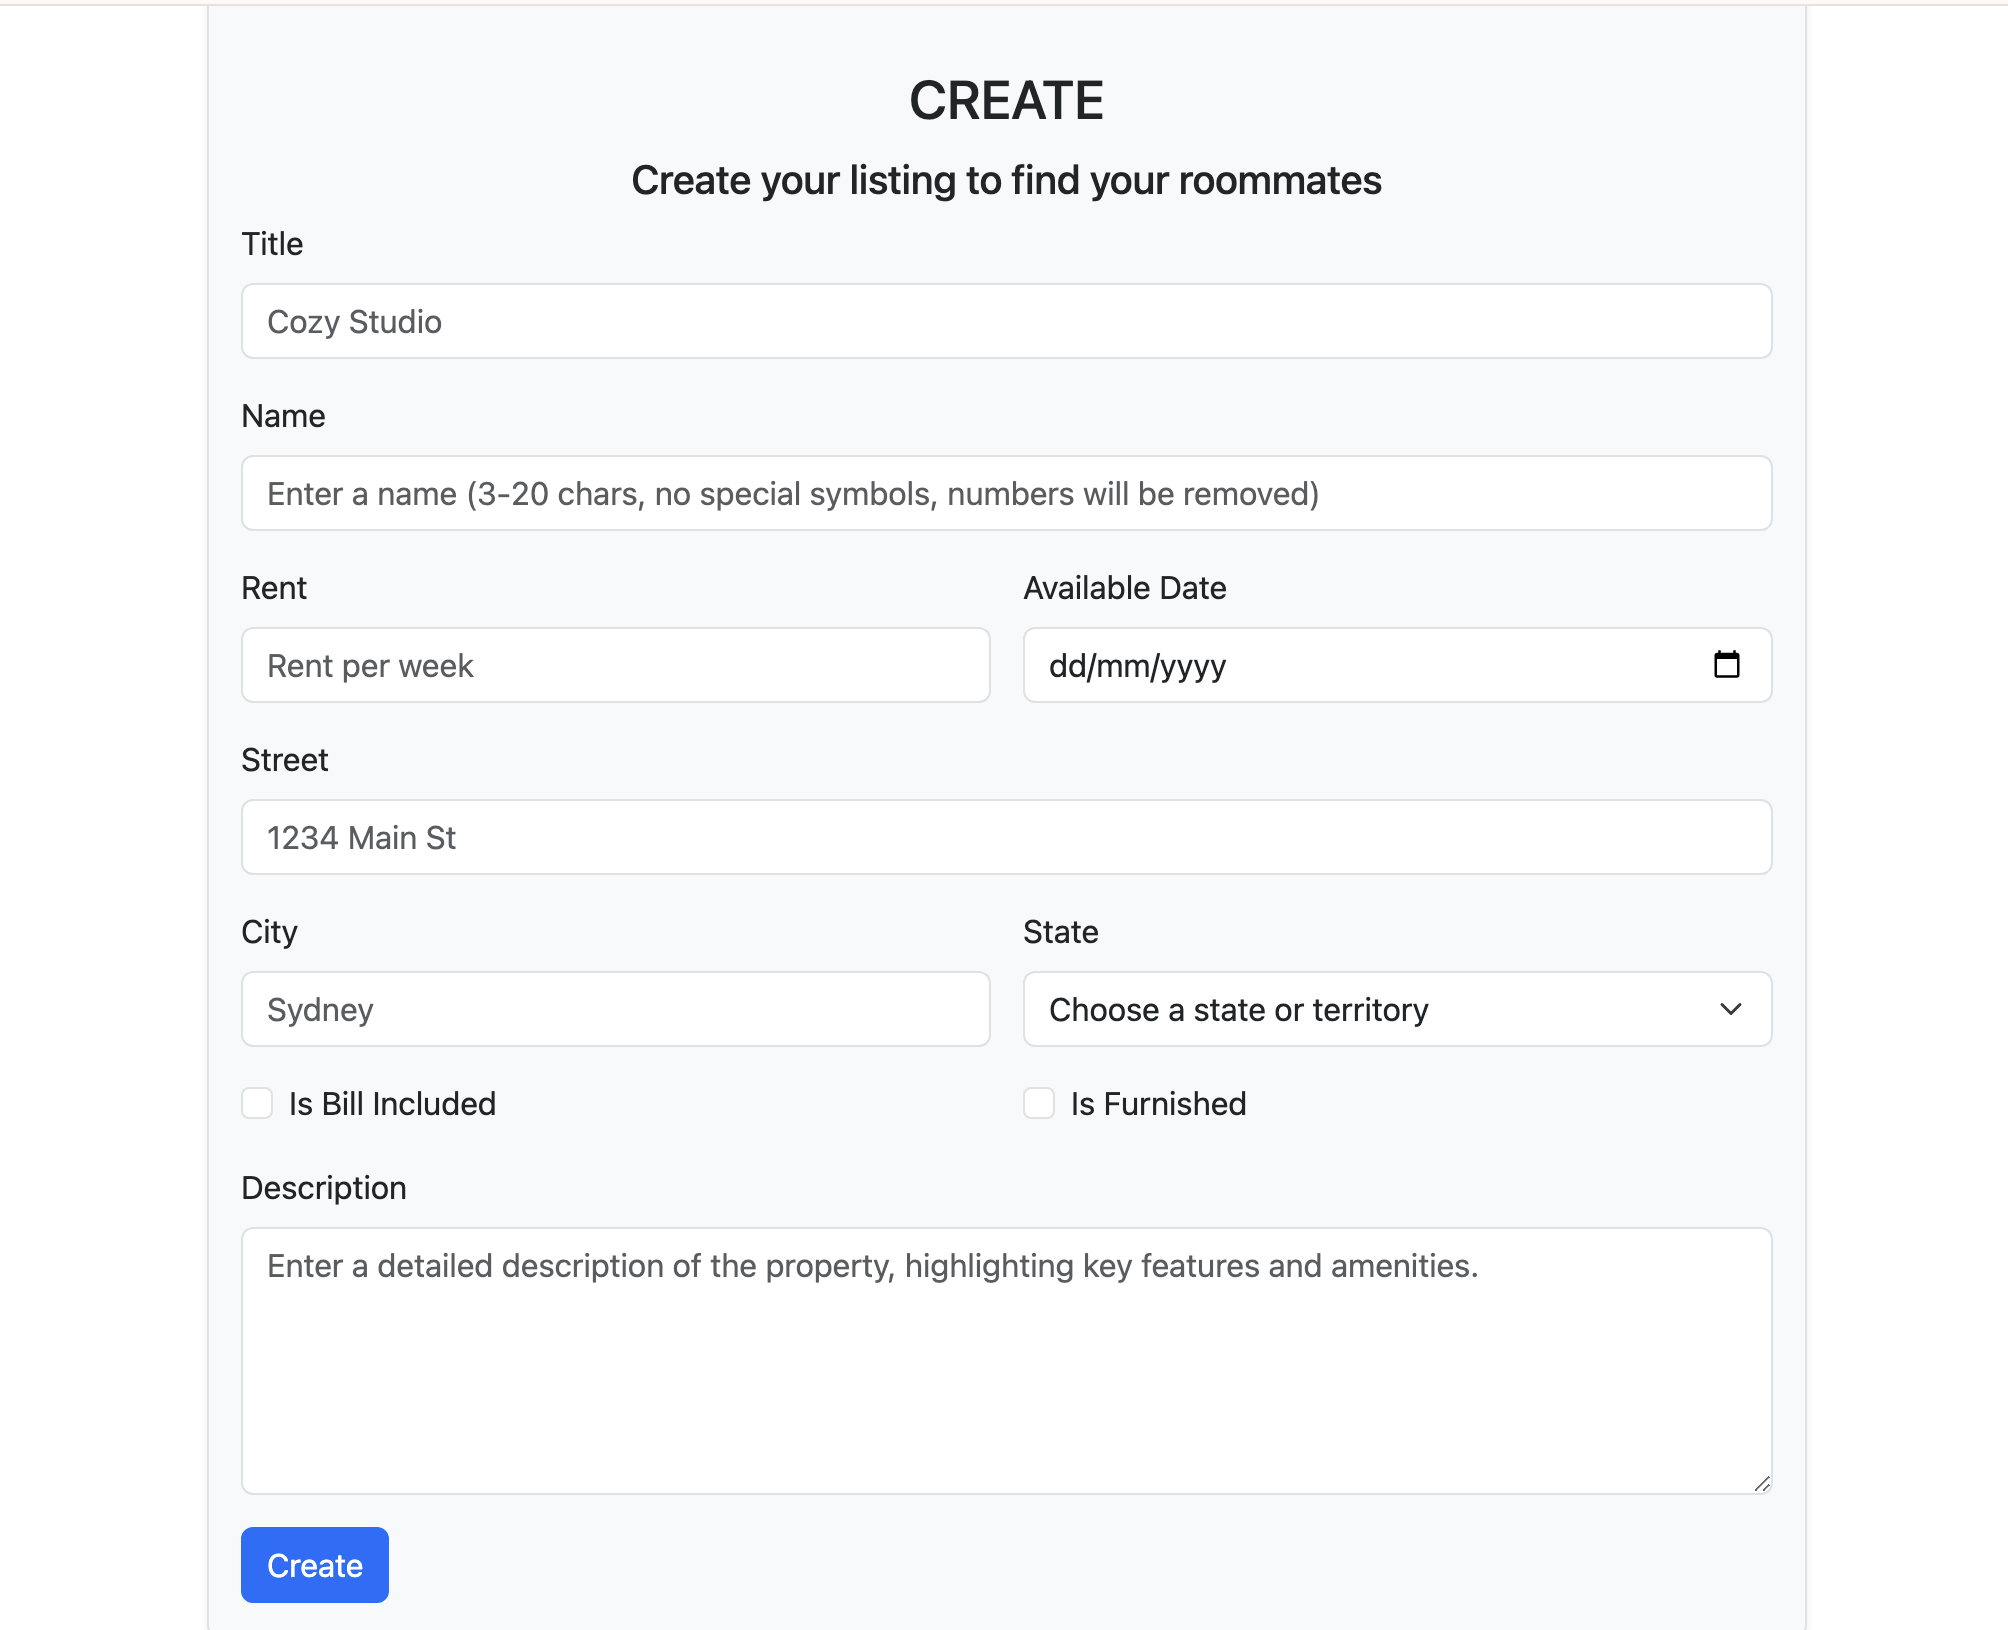 CREATE
Create your listing to find your roommates
Title
Cozy Studio
Name
Enter a name (3-20 chars, no special symbols, numbers will be removed)
Rent
Available Date
Rent per week
dd/mm/yyyy
Street
1234 Main St
City
State
Sydney
Choose a state or territory
Is Bill Included
Is Furnished
Description
Enter a detailed description of the property, highlighting key features and amenities.
Create